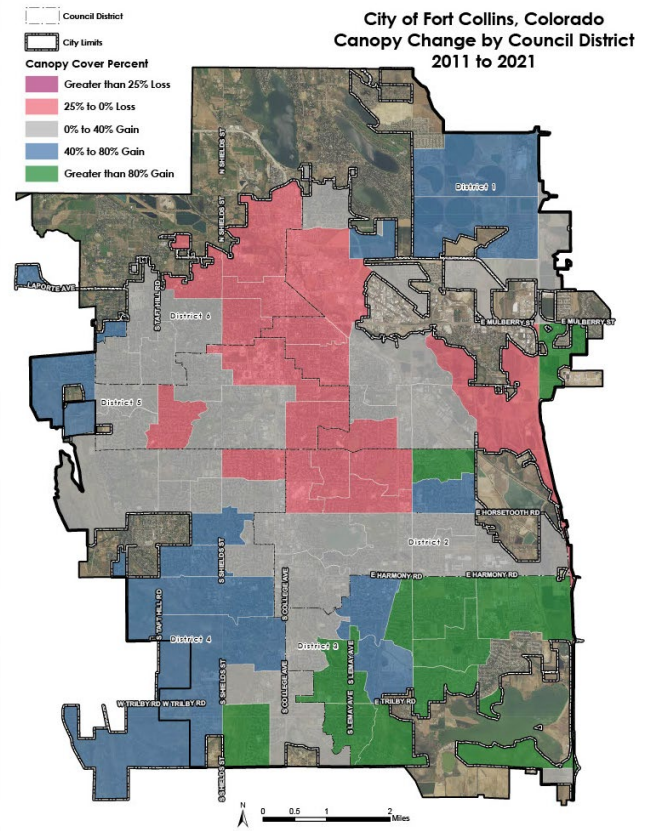 Council District
City Limits
Canopy Cover Percent
Greater than 25% Loss
25% to 0% Loss
0% to 40% Gain
40% to 80% Gain
Greater than 80% Gain
City of Fort Collins, Colorado
Canopy Change by Council District
2011 to 2021
N SHIELDS ST
District 1
N SHIELDS ST
LAPORTE AVE
S TAFT HILL RD
District 6
E MULBERRY ST
E MULBERRY ST
District 5
E HORSETOOTH RD
District 2
S SHIELDS ST
S COLLEGE AVE
E HARMONY RD
E HARMONY RD
S TAFT HILL RD
District 4
District 3
S LEMAY AVE
S SHIELDS ST
S COLLEGE AVE
W TRILBY RD
W TRILBY RD
S LEMAY AVE
E TRILBY RD
S SHIELDS ST
N
0 0.5 1 2
Miles